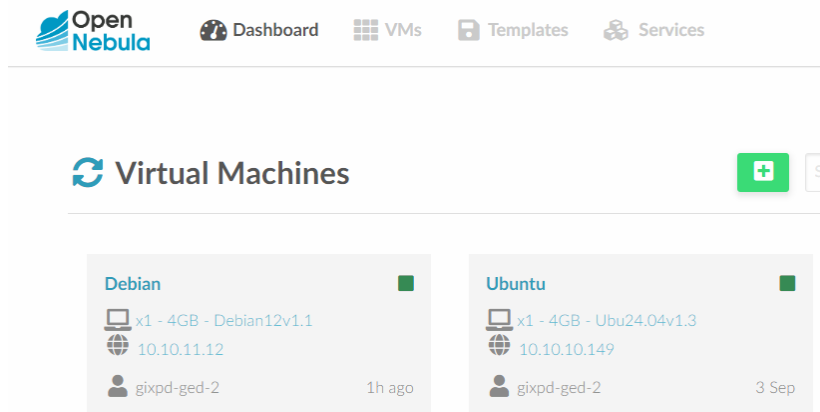 Open
Nebula
Dashboard VMs Templates Services
Virtual Machines
Debian
x1 - 4GB - Debian12v1.1
10.10.11.12
gixpd-ged-2 1h ago
Ubuntu
x1 - 4GB - Ubu24.04v1.3
10.10.10.149
gixpd-ged-2 3 Sep